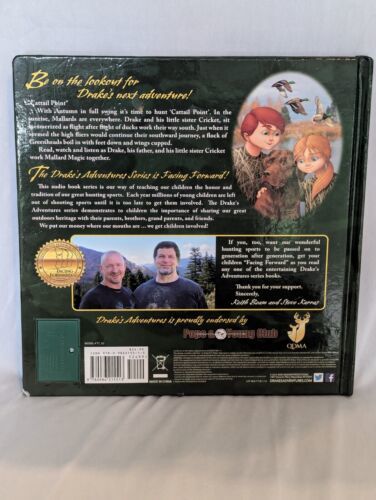 Be on the lookout for
Drake's next adventure!
"Cattail Point"
With Autumn in full swing it's time to hunt 'Cattail Point'. In the
sunrise, Mallards are everywhere. Drake and his little sister Cricket, sit
mesmerized as flight after flight of ducks work their way south. Just when it
seemed the high fliers would continue their southward journey, a flock of
Greenheads boil in with feet down and wings cupped.
Read, watch and listen as Drake, his father, and his little sister Cricket
work Mallard Magic together.
The Drake's Adventures Series is Facing Forward!
This audio book series is our way of teaching our children the honor and
tradition of our great hunting sports. Each year millions of young children are left
out of shooting sports until it is too late to get them involved. The Drake's
Adventures series demonstrates to children the importance of sharing our great
outdoors heritage with their parents, brothers, grand parents, and friends.
We put our money where our mouths are ... we get children involved!
FACING
If you, too, want our wonderful
hunting sports to be passed on to
generation after generation, get your
children "Facing Forward" as you read
any one of the entertaining Drake's
Adventures series books.
Thank you for your support.
Sincerely,
Keith Beam and Steve Karras
Drake's Adventures is proudly endorsed by
Pope Young Club
QDMA
MADE IN CHINA
DRAKESADVENTURES.COM